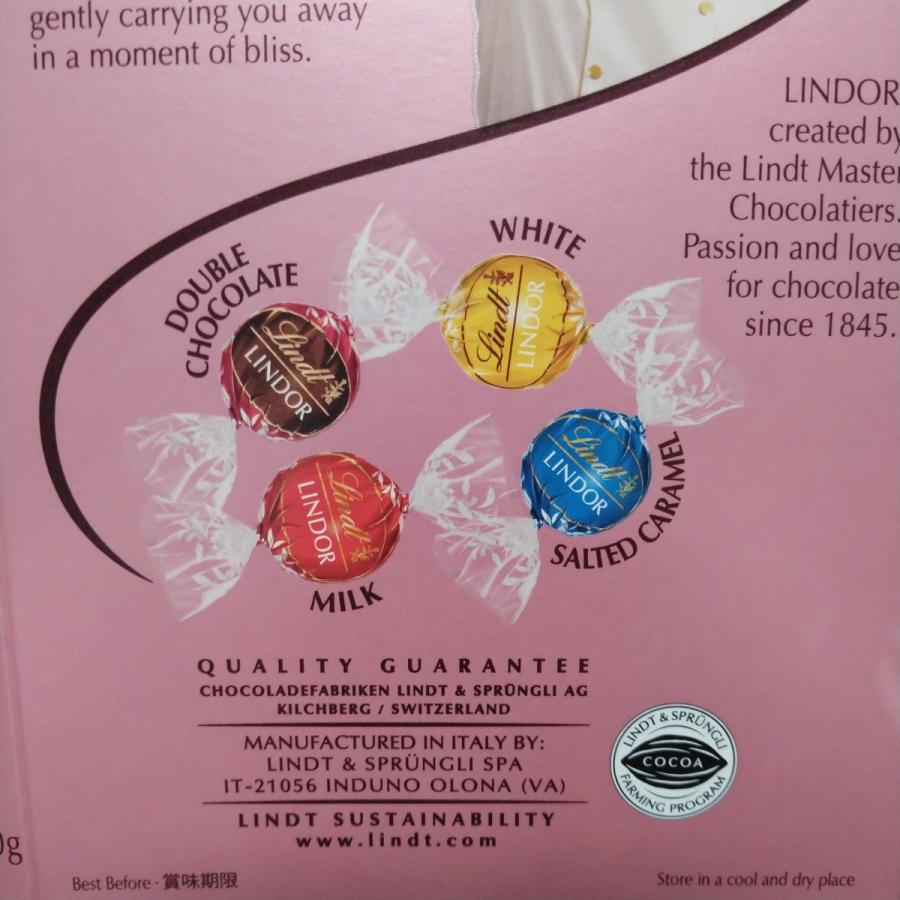 gently carrying you away
in a moment of bliss.
LINDOR
created by
the Lindt Master
Chocolatiers.
Passion and love
for chocolate
since 1845.
DOUBLE
CHOCOLATE
WHITE
Lindt
LINDOR
Lindt
LINDOR
Lindt
LINDOR
Lindt
LINDOR
SALTED CARAMEL
MILK
QUALITY GUARANTEE
CHOCOLADEFABRIKEN LINDT & SPRÜNGLI AG
KILCHBERG / SWITZERLAND
MANUFACTURED IN ITALY BY:
LINDT & SPRÜNGLI SPA
IT-21056 INDUNO OLONA (VA)
LINDT SUSTAINABILITY
www.lindt.com
LINDT & SPRÜNGLI
COCOA
FARMING PROGRAM
0g
Best Before · 賞味期限
Store in a cool and dry place